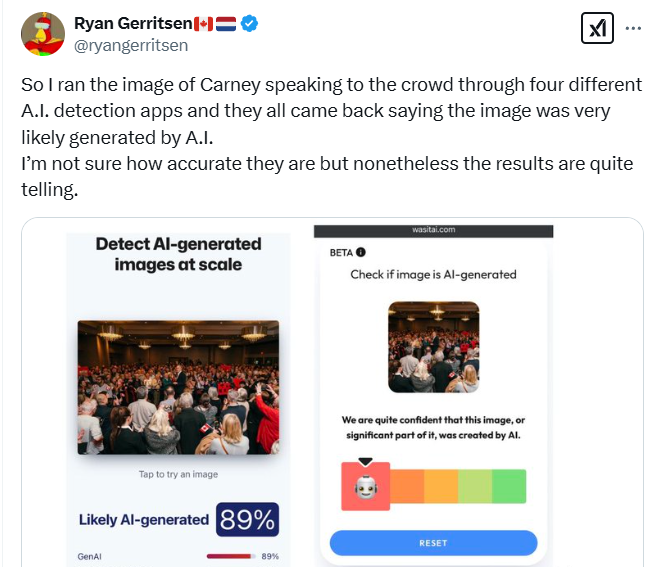 Ryan Gerritsen🇨🇦🇳🇱
@ryangerritsen
So I ran the image of Carney speaking to the crowd through four different
A.I. detection apps and they all came back saying the image was very
likely generated by A.I.
I'm not sure how accurate they are but nonetheless the results are quite
telling.
Detect AI-generated
images at scale
Tap to try an image
Likely AI-generated 89%
GenAI 89%
wasitai.com
BETA
Check if image is AI-generated
We are quite confident that this image, or
significant part of it, was created by AI.
RESET